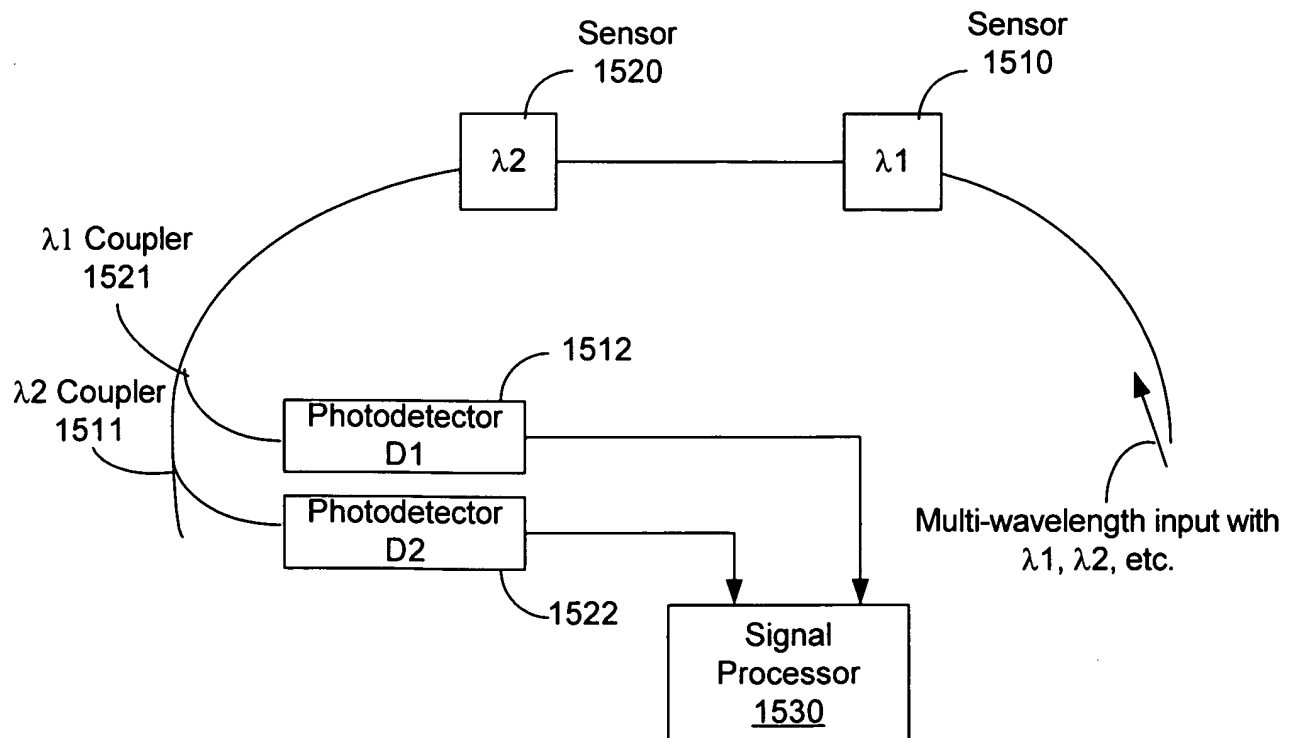 Sensor
1520
Sensor
1510
λ2
λ1
λ1 Coupler
1521
1512
λ2 Coupler
1511
Photodetector
D1
Photodetector
D2
1522
Multi-wavelength input with
λ1, λ2, etc.
Signal
Processor
1530